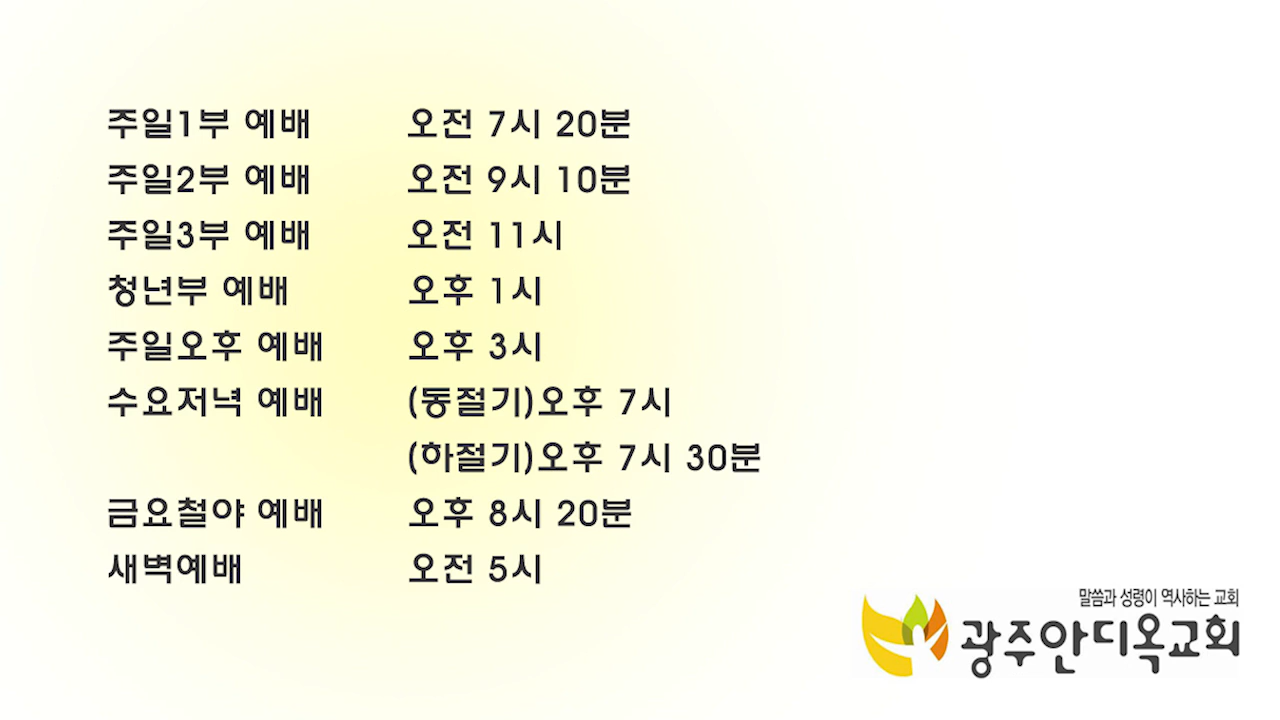 주일1부 예배 오전 7시 20분
주일2부 예배 오전 9시 10분
주일3부 예배 오전 11시
청년부 예배 오후 1시
주일오후 예배 오후 3시
수요저녁 예배 (동절기)오후 7시
(하절기)오후 7시 30분
금요철야 예배 오후 8시 20분
새벽예배 오전 5시
말씀과 성령이 역사하는 교회
광주안디옥교회